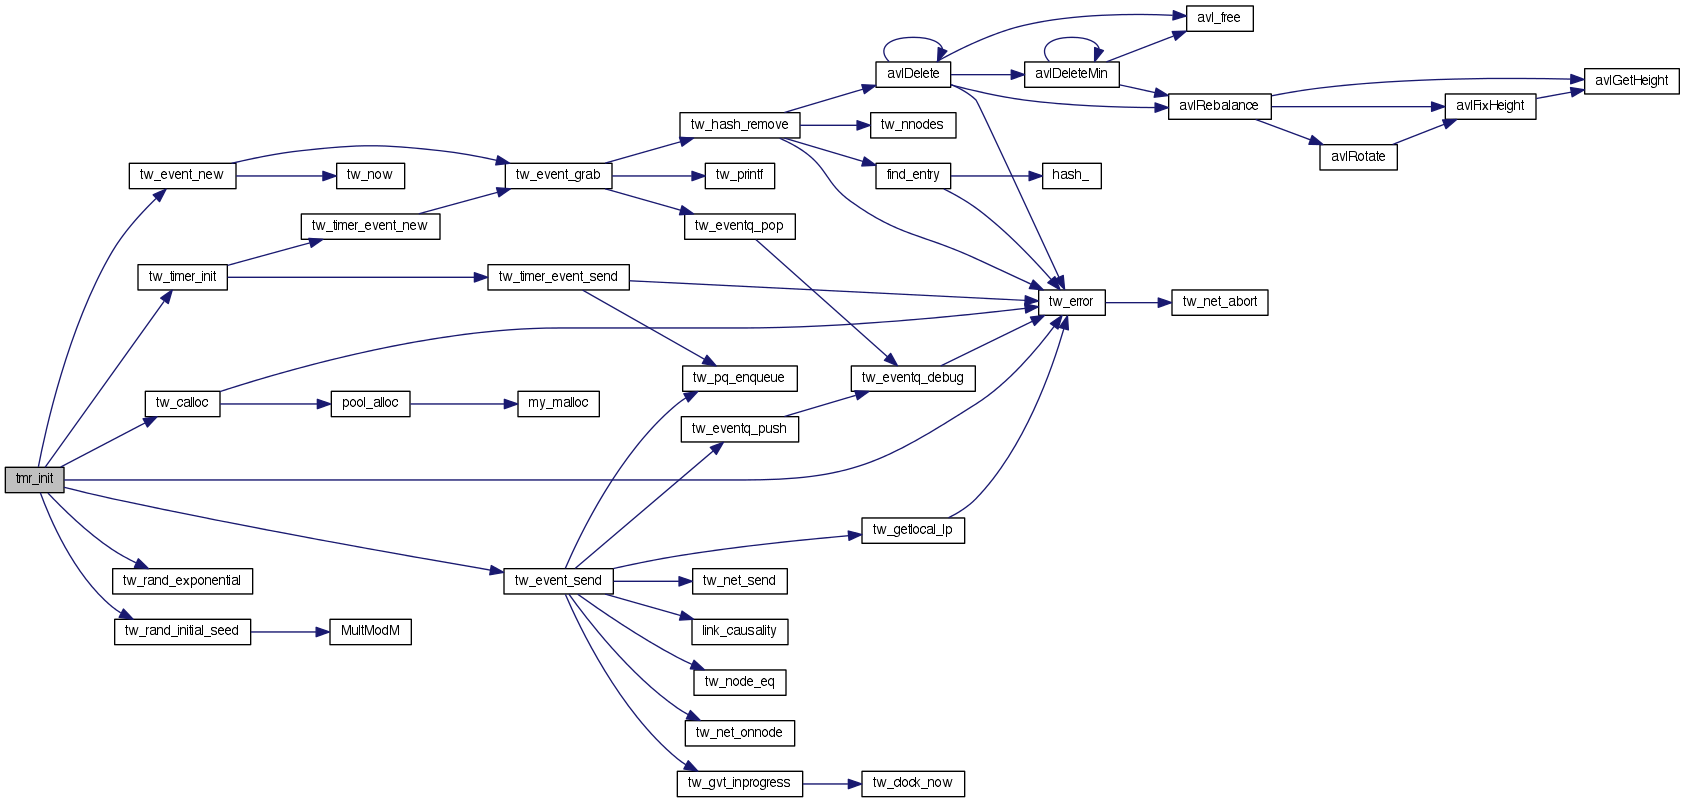 avl_free
avlDelete
avlDeleteMin
avlGetHeight
avlRebalance
avlFixHeight
tw_hash_remove
tw_nnodes
avlRotate
tw_event_new
tw_now
tw_event_grab
tw_printf
find_entry
hash_
tw_timer_event_new
tw_eventq_pop
tw_timer_init
tw_timer_event_send
tw_error
tw_net_abort
tw_pq_enqueue
tw_eventq_debug
tw_calloc
pool_alloc
my_malloc
tw_eventq_push
tmr_init
tw_getlocal_lp
tw_rand_exponential
tw_event_send
tw_net_send
tw_rand_initial_seed
MultModM
link_causality
tw_node_eq
tw_net_onnode
tw_gvt_inprogress
tw_clock_now